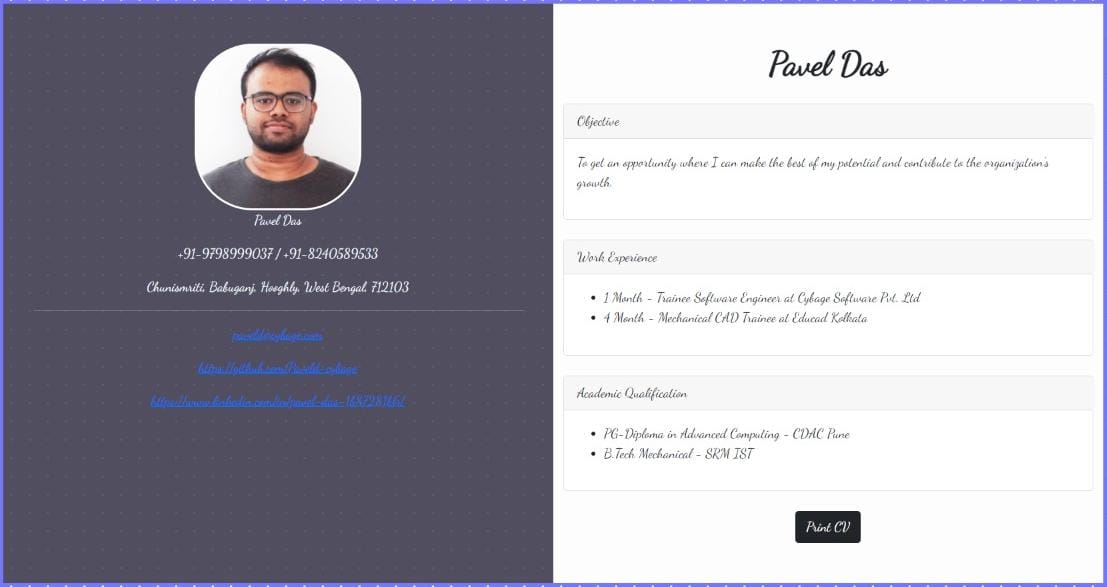 Pavel Das
+91-9798999037 / +91-8240589533
Chunismriti, Babuganj, Hooghly, West Bengal, 712103
paveld@cybage.com
https://github.com/Paveld-cybage
https://www.linkedin.com/in/pavel-das-168728166/
Pavel Das
Objective
To get an opportunity where I can make the best of my potential and contribute to the organization's
growth.
Work Experience
1 Month - Trainee Software Engineer at Cybage Software Pvt. Ltd
4 Month - Mechanical CAD Trainee at Educad Kolkata
Academic Qualification
PG-Diploma in Advanced Computing - CDAC Pune
B.Tech Mechanical - SRM IST
Print CV